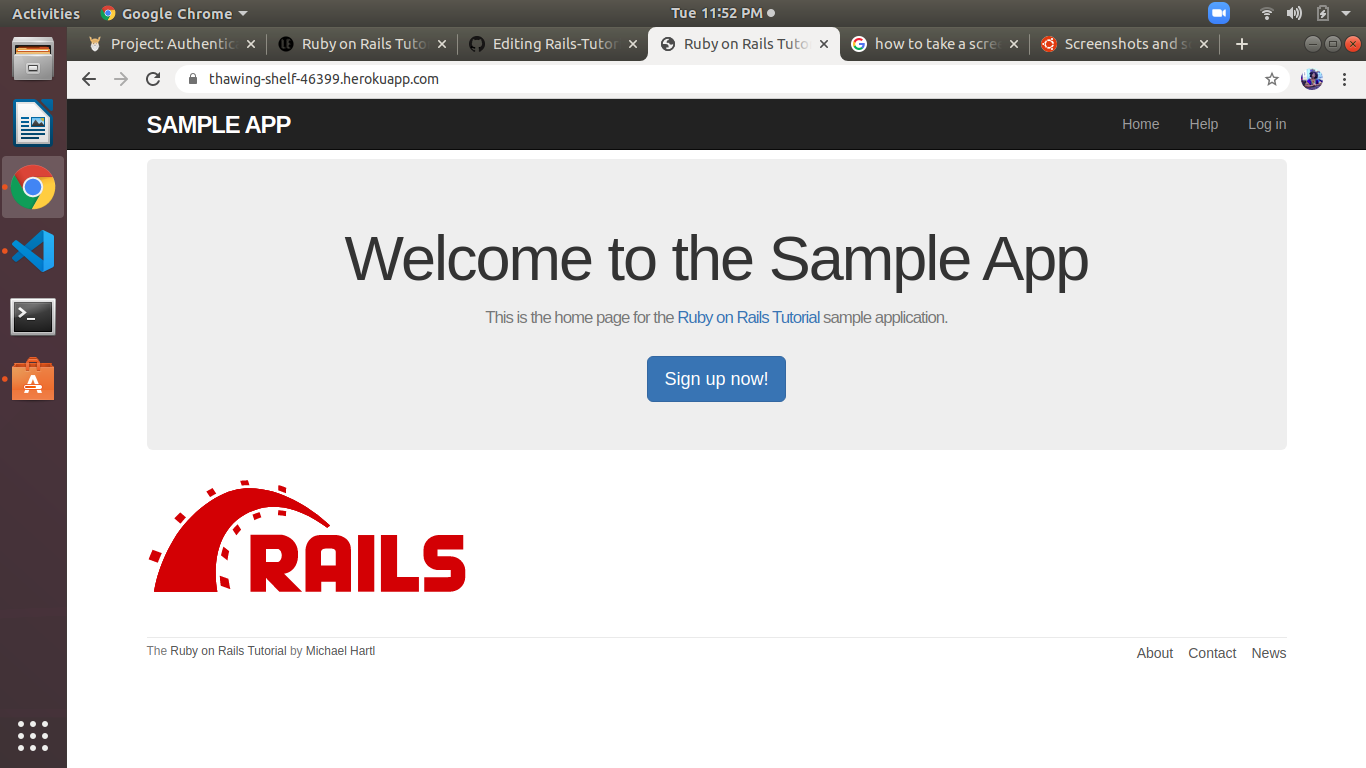 Activities Google Chrome Tue 11:52 PM
Project: Authentic Ruby on Rails Tuto Editing Rails-Tutor Ruby on Rails Tuto how to take a scree Screenshots and s
thawing-shelf-46399.herokuapp.com
SAMPLE APP Home Help Log in
Welcome to the Sample App
This is the home page for the Ruby on Rails Tutorial sample application.
Sign up now!
RAILS
The Ruby on Rails Tutorial by Michael Hartl About Contact News